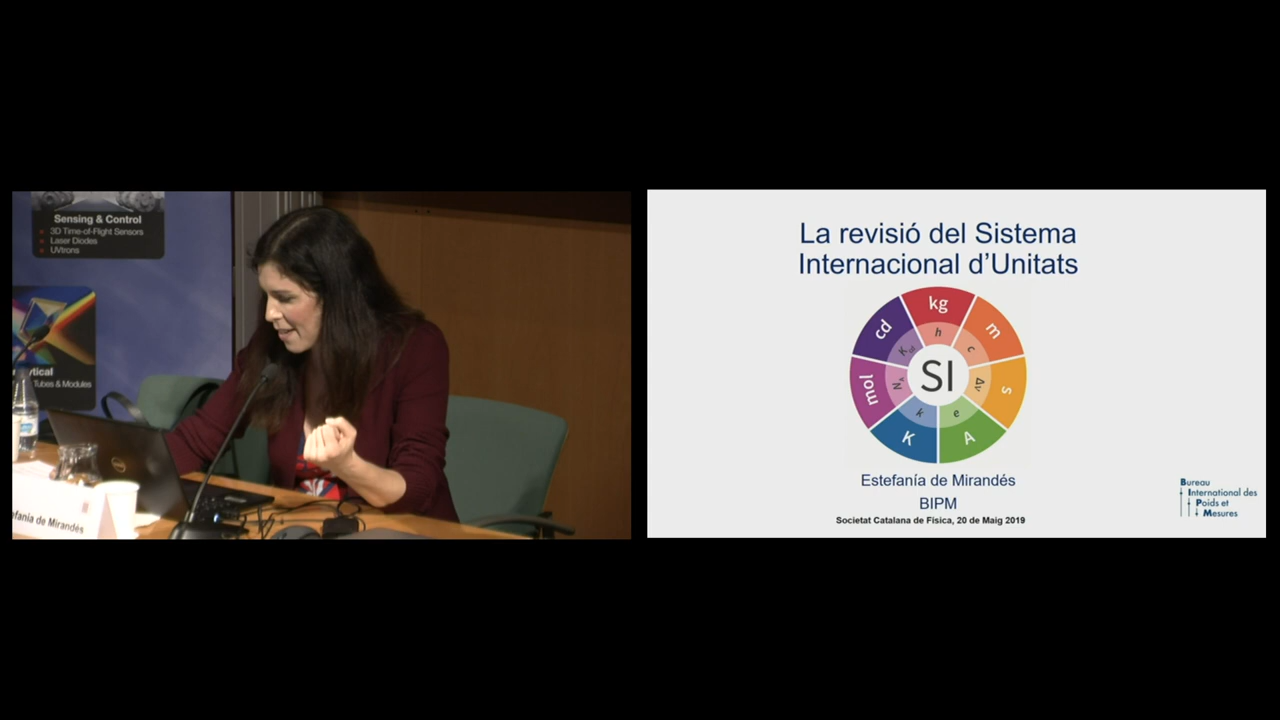 Sensing & Control
3D Time-of-Flight Sensors
Laser Diodes
UVtrons
Tubes & Modules
de Mirandés
La revisió del Sistema
Internacional d'Unitats
kg
m
s
A
K
mol
cd
h
c
Δν
e
k
N_A
K_cd
SI
Estefanía de Mirandés
BIPM
Societat Catalana de Física, 20 de Maig 2019
Bureau
International des
Poids et
Mesures